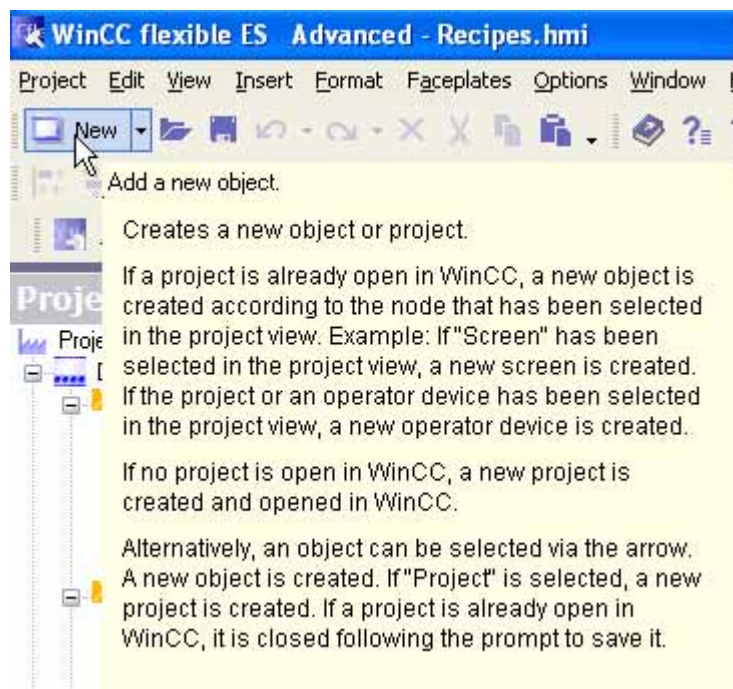 WinCC flexible ES Advanced - Recipes.hmi
Project Edit View Insert Format Faceplates Options Window
New
Add a new object.
Creates a new object or project.
If a project is already open in WinCC, a new object is
created according to the node that has been selected
in the project view. Example: If "Screen" has been
selected in the project view, a new screen is created.
If the project or an operator device has been selected
in the project view, a new operator device is created.
If no project is open in WinCC, a new project is
created and opened in WinCC.
Alternatively, an object can be selected via the arrow.
A new object is created. If "Project" is selected, a new
project is created. If a project is already open in
WinCC, it is closed following the prompt to save it.